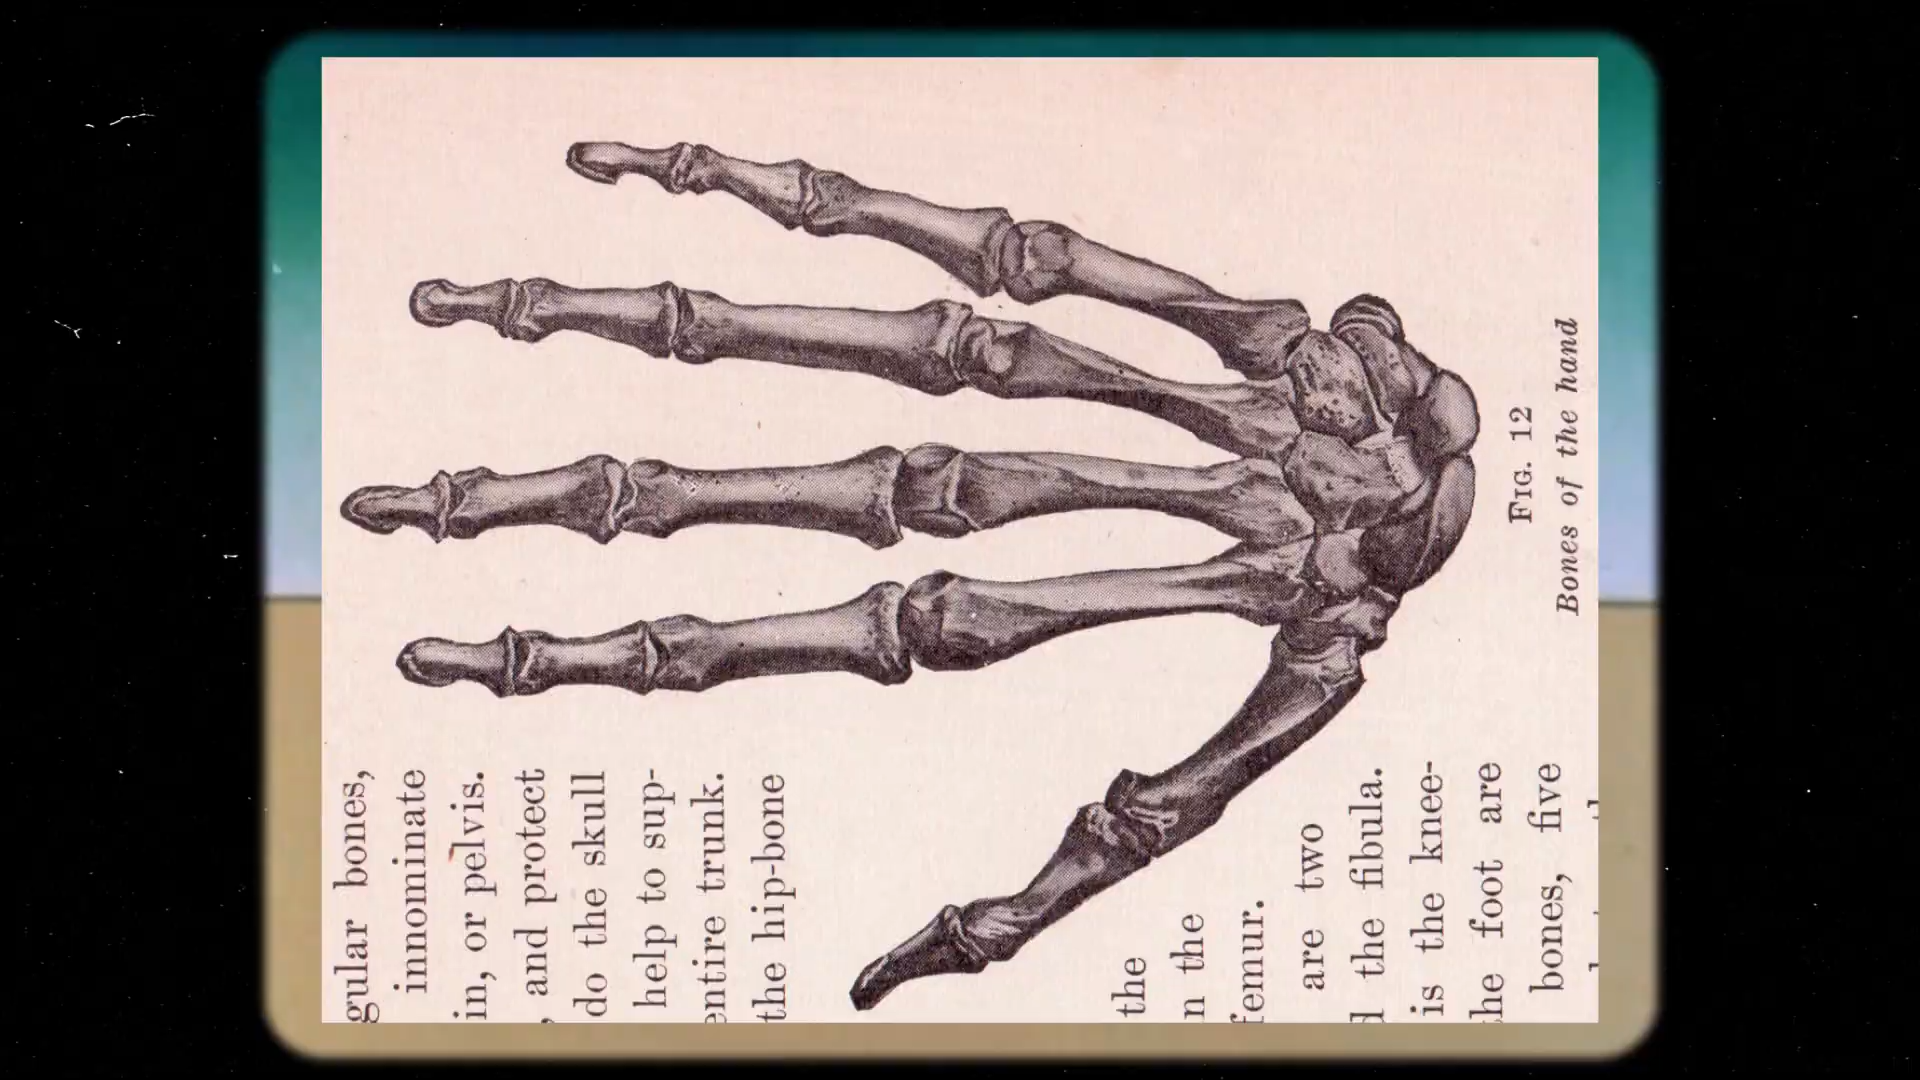 gular bones,
innominate
in, or pelvis.
, and protect
do the skull
help to sup-
entire trunk.
the hip-bone
the
n the
femur.
are two
d the fibula.
is the knee-
the foot are
bones, five
FIG. 12
Bones of the hand